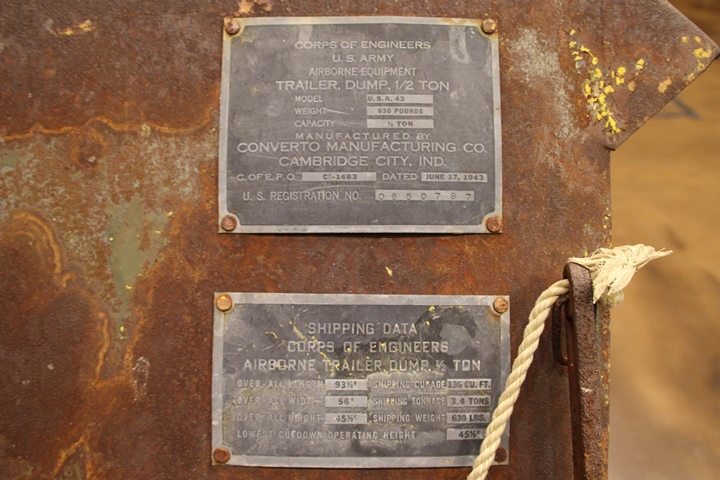 CORPS OF ENGINEERS
U.S. ARMY
AIRBORNE EQUIPMENT
TRAILER, DUMP, 1/2 TON
MODEL U.S.A. 43
WEIGHT 630 POUNDS
CAPACITY ½ TON
MANUFACTURED BY
CONVERTO MANUFACTURING CO.
CAMBRIDGE CITY, IND.
C. OF E. P. O. C-1483 DATED JUNE 17, 1943
U. S. REGISTRATION NO. 0850787
SHIPPING DATA
CORPS OF ENGINEERS
AIRBORNE TRAILER, DUMP, ½ TON
OVER-ALL LENGTH 93½" SHIPPING CUBAGE 136 CU. FT.
OVER-ALL WIDTH 56" SHIPPING TONNAGE 3.4 TONS
OVER-ALL HEIGHT 45½" SHIPPING WEIGHT 630 LBS.
LOWEST CUTDOWN OPERATING HEIGHT 45½"